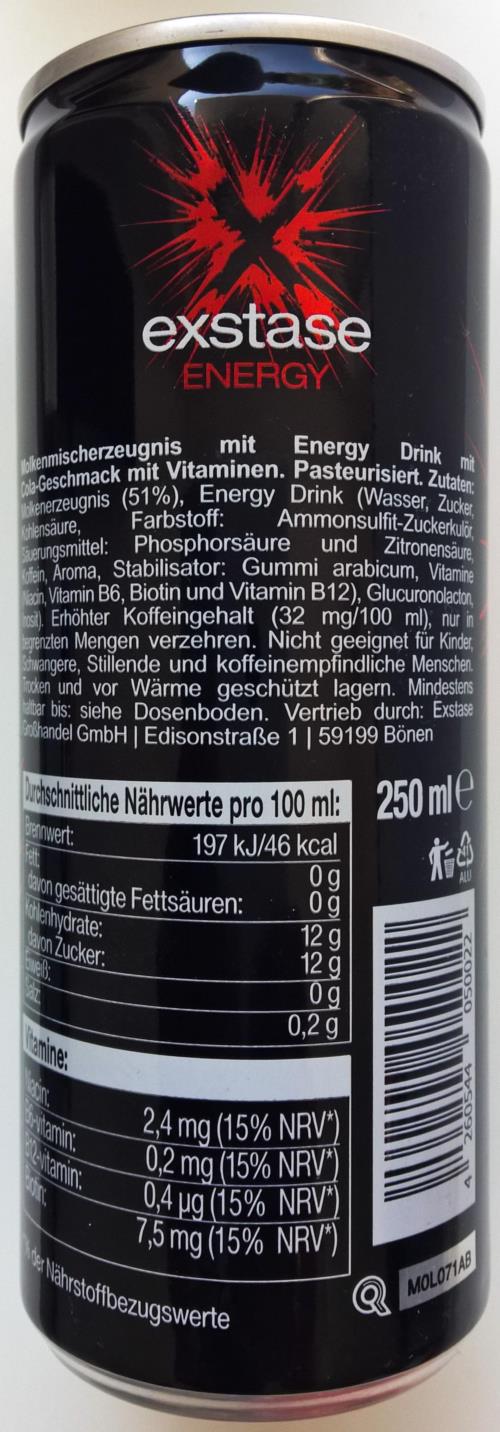 exstase
ENERGY
Molkenmischerzeugnis mit Energy Drink mit
Cola-Geschmack mit Vitaminen. Pasteurisiert. Zutaten:
Molkenerzeugnis (51%), Energy Drink (Wasser, Zucker,
Kohlensäure, Farbstoff: Ammonsulfit-Zuckerkulör,
Säuerungsmittel: Phosphorsäure und Zitronensäure,
Koffein, Aroma, Stabilisator: Gummi arabicum, Vitamine
(Niacin, Vitamin B6, Biotin und Vitamin B12), Glucuronolacton,
Inosit). Erhöhter Koffeingehalt (32 mg/100 ml), nur in
begrenzten Mengen verzehren. Nicht geeignet für Kinder,
Schwangere, Stillende und koffeinempfindliche Menschen.
Trocken und vor Wärme geschützt lagern. Mindestens
haltbar bis: siehe Dosenboden. Vertrieb durch: Exstase
Großhandel GmbH | Edisonstraße 1 | 59199 Bönen
Durchschnittliche Nährwerte pro 100 ml:
Brennwert: 197 kJ/46 kcal
Fett: 0 g
davon gesättigte Fettsäuren: 0 g
Kohlenhydrate: 12 g
davon Zucker: 12 g
Eiweiß: 0 g
Salz: 0,2 g
Vitamine:
Niacin: 2,4 mg (15% NRV*)
B6-vitamin: 0,2 mg (15% NRV*)
B12-vitamin: 0,4 µg (15% NRV*)
Biotin: 7,5 mg (15% NRV*)
% der Nährstoffbezugswerte
250 ml e
ALU
4 260544 050022
MOL071AB